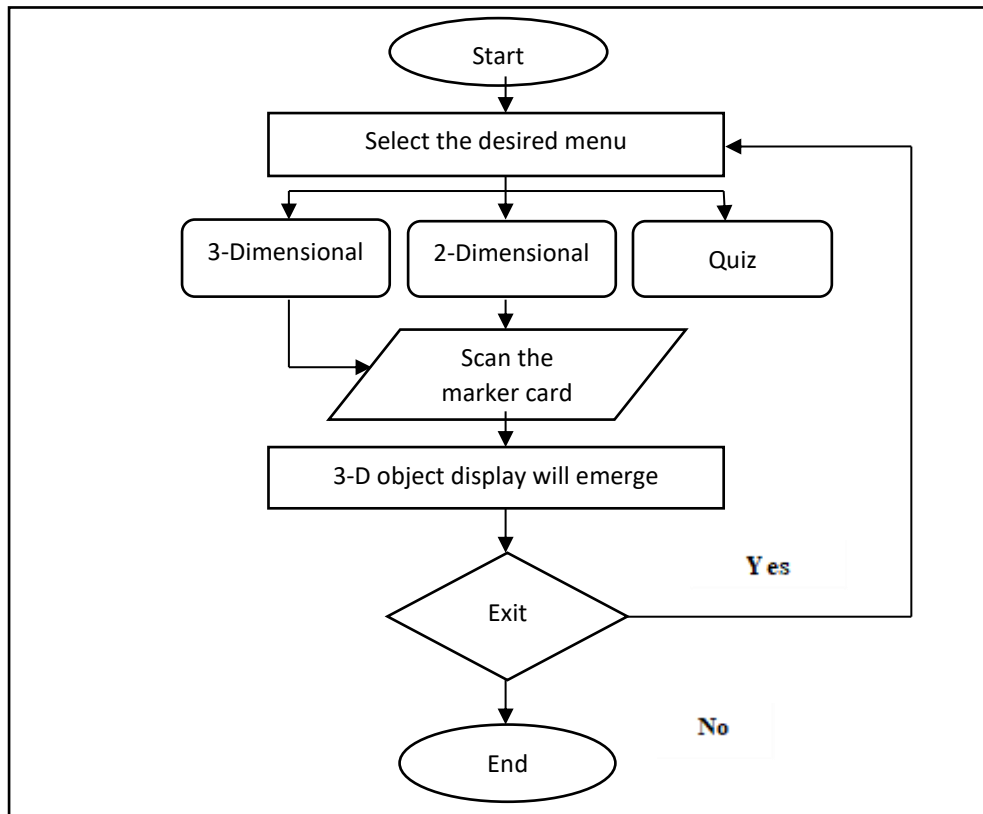 Start
Select the desired menu
3-Dimensional
2-Dimensional
Quiz
Scan the
marker card
3-D object display will emerge
Yes
Exit
No
End